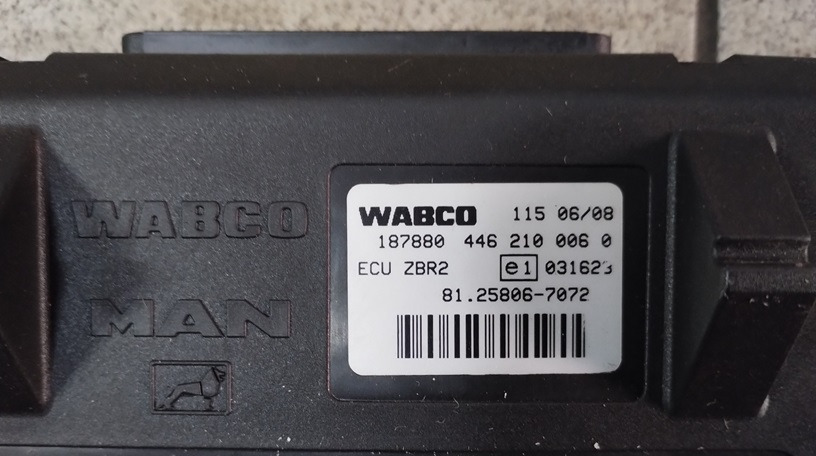 WABCO
MAN
WABCO 115 06/08
187880 446 210 006 0
ECU ZBR2 e1 031623
81.25806-7072